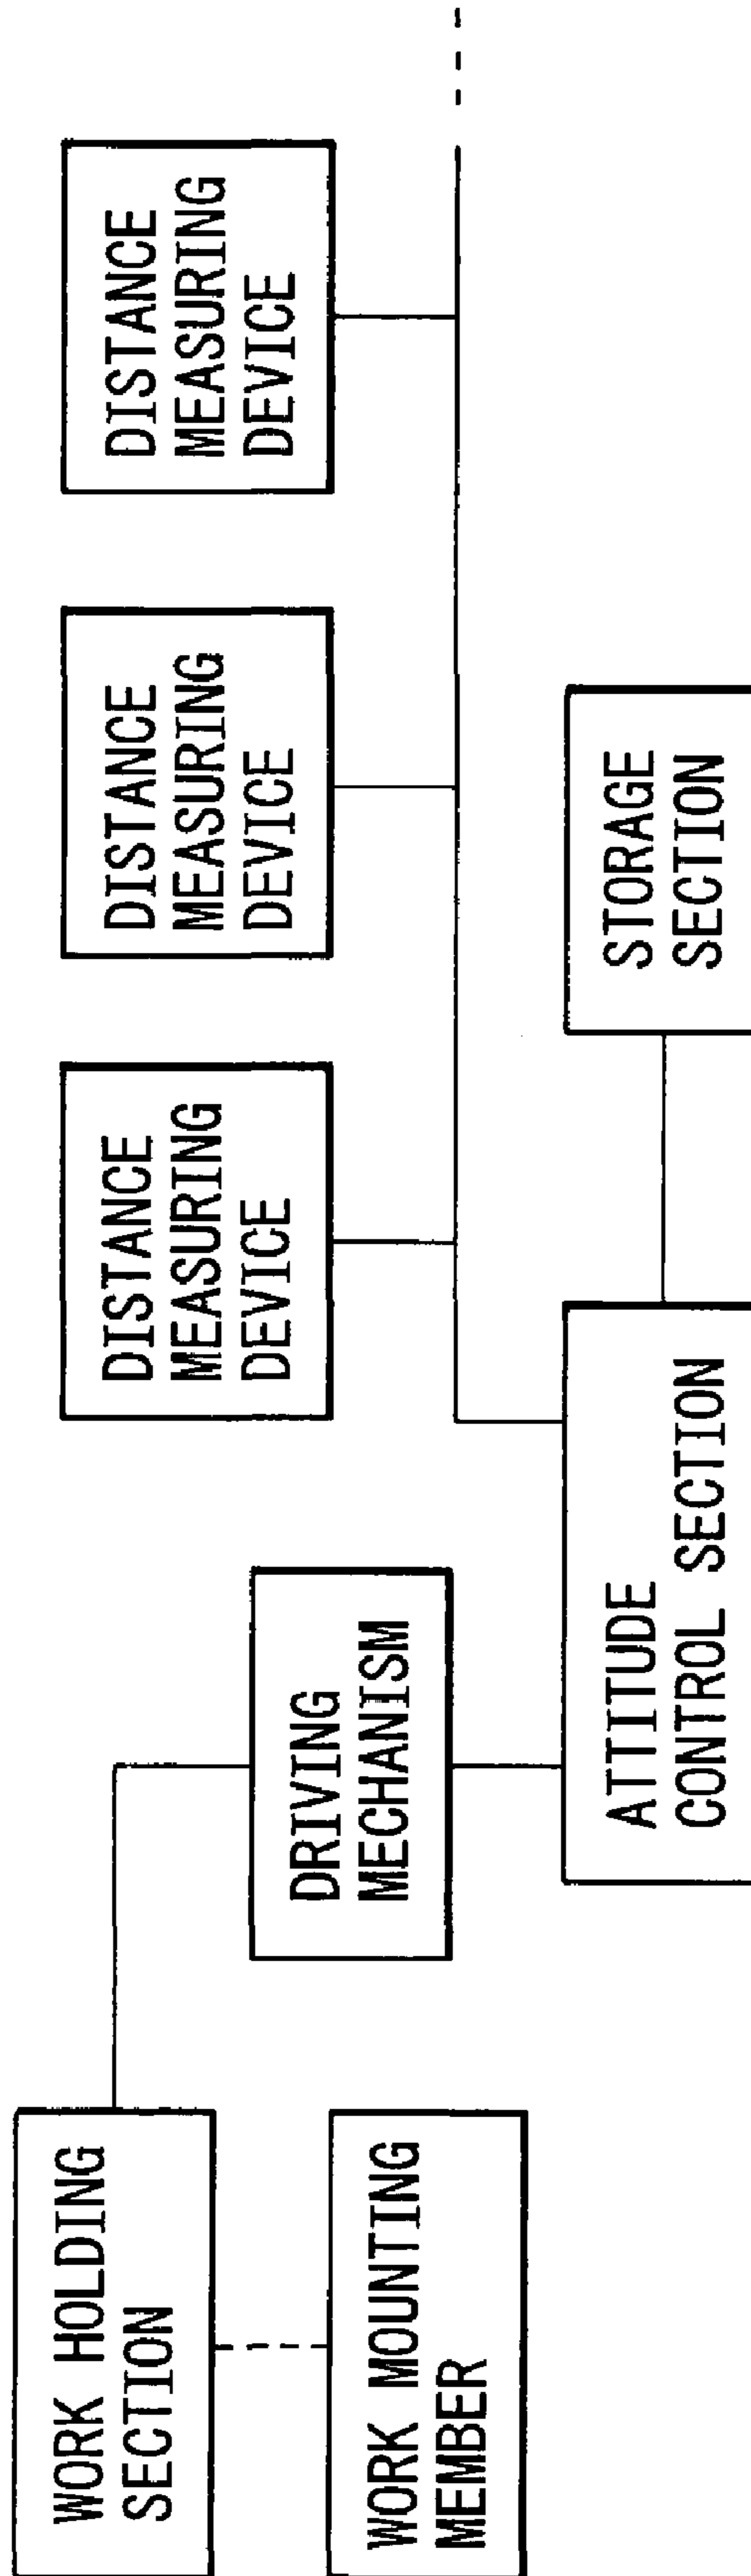 WORK HOLDING
SECTION
WORK MOUNTING
MEMBER
DRIVING
MECHANISM
ATTITUDE
CONTROL SECTION
DISTANCE
MEASURING
DEVICE
DISTANCE
MEASURING
DEVICE
DISTANCE
MEASURING
DEVICE
STORAGE
SECTION